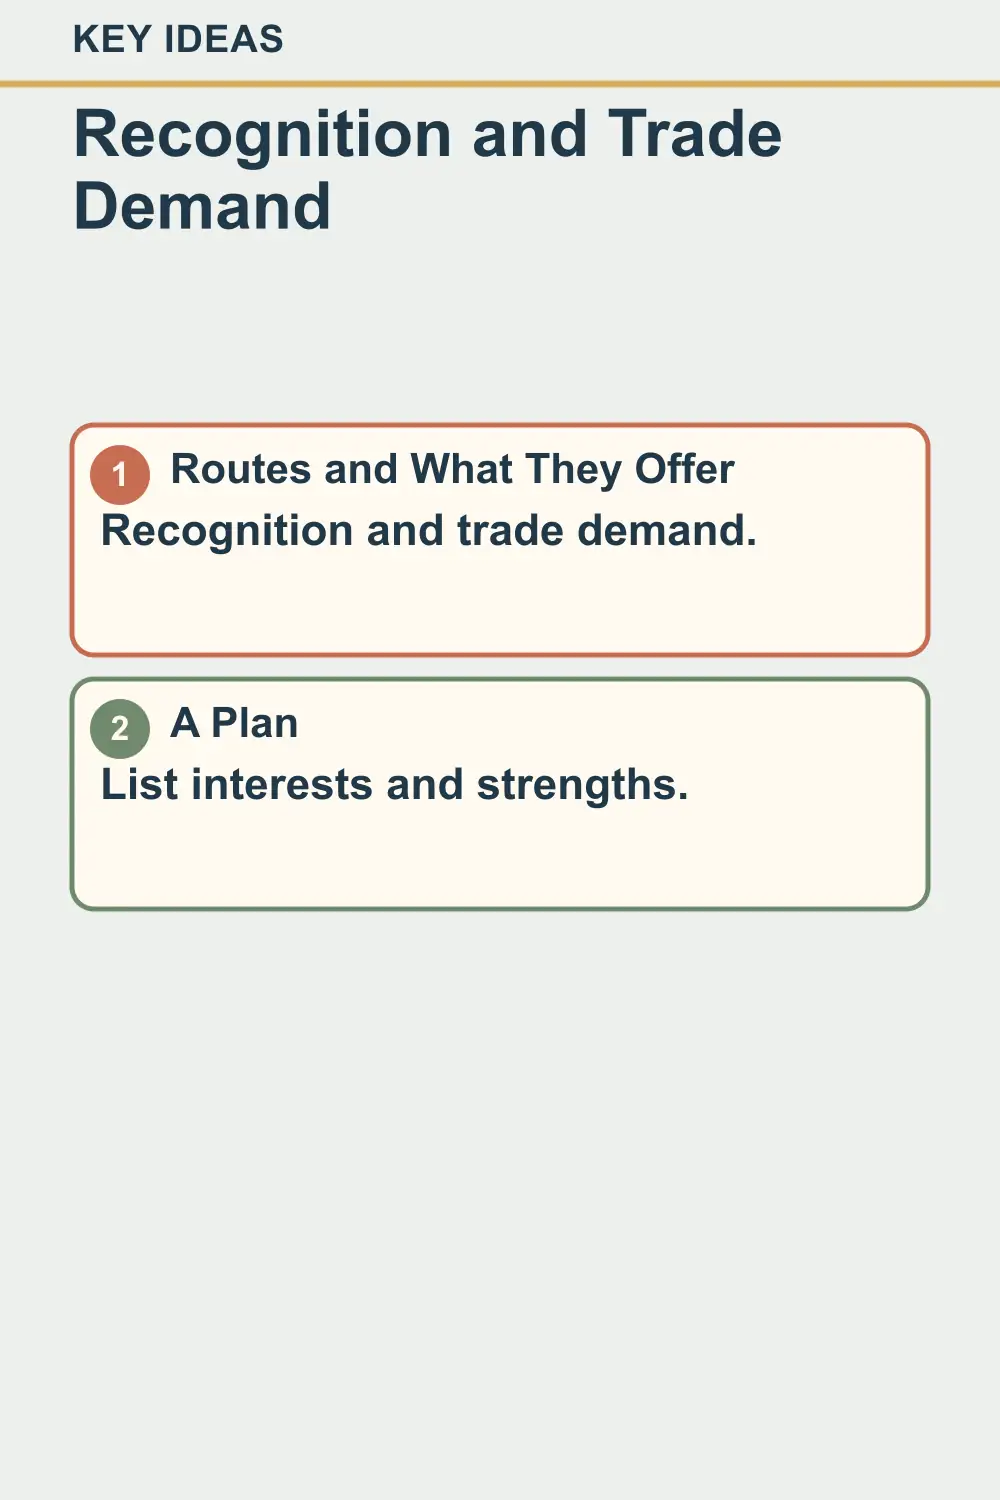 KEY IDEAS
Recognition and Trade
Demand
1 Routes and What They Offer
Recognition and trade demand.
2 A Plan
List interests and strengths.